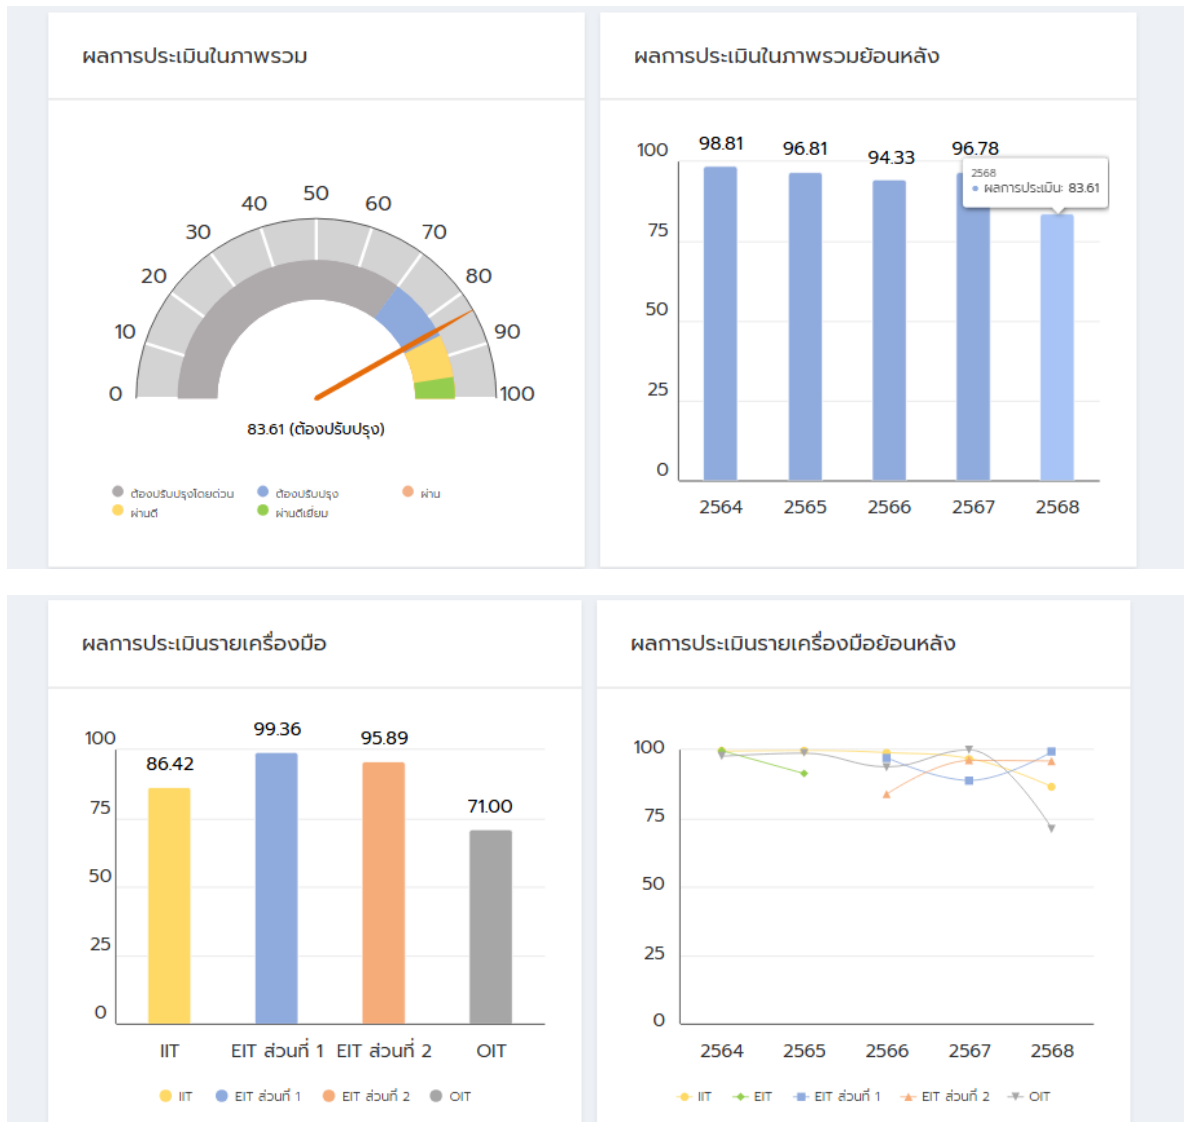 ผลการประเมินในภาพรวม
0
10
20
30
40
50
60
70
80
90
100
83.61 (ต้องปรับปรุง)
ต้องปรับปรุงโดยด่วน
ต้องปรับปรุง
ผ่าน
ผ่านดี
ผ่านดีเยี่ยม
ผลการประเมินในภาพรวมย้อนหลัง
100
75
50
25
0
98.81
96.81
94.33
96.78
2568
ผลการประเมิน: 83.61
2564
2565
2566
2567
2568
ผลการประเมินรายเครื่องมือ
100
75
50
25
0
86.42
99.36
95.89
71.00
IIT
EIT ส่วนที่ 1
EIT ส่วนที่ 2
OIT
IIT
EIT ส่วนที่ 1
EIT ส่วนที่ 2
OIT
ผลการประเมินรายเครื่องมือย้อนหลัง
100
75
50
25
0
2564
2565
2566
2567
2568
IIT
EIT
EIT ส่วนที่ 1
EIT ส่วนที่ 2
OIT